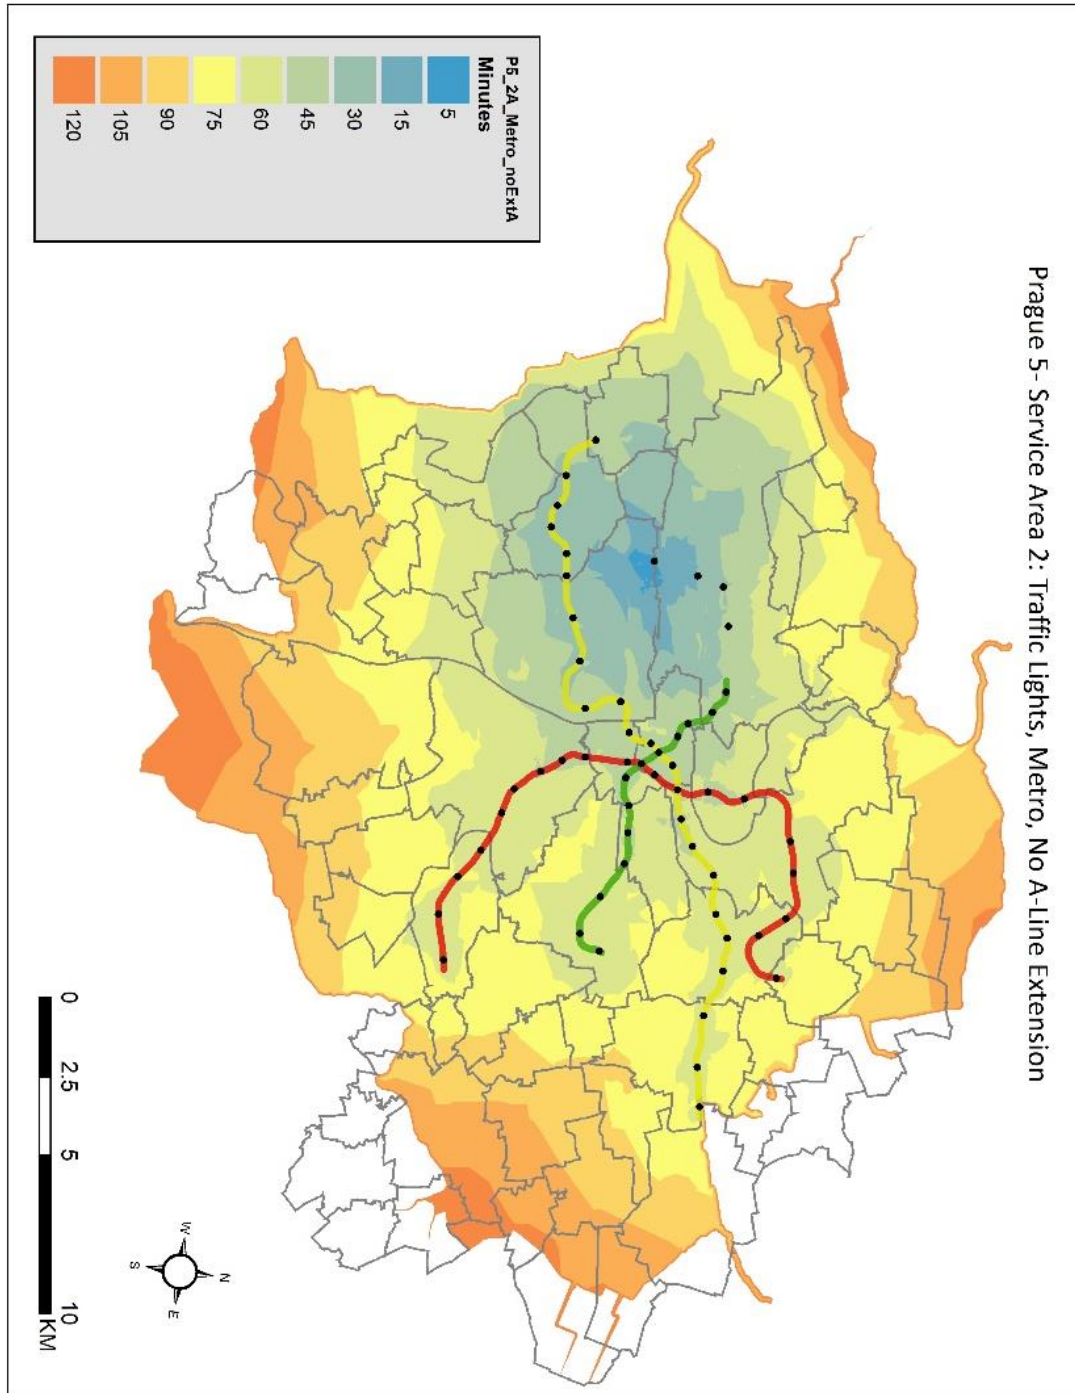 Prague 5- Service Area 2: Traffic Lights, Metro, No A-Line Extension
P5_2A_Metro_noExtA
Minutes
5
15
30
45
60
75
90
105
120
N
W
E
S
0
2.5
5
10
KM